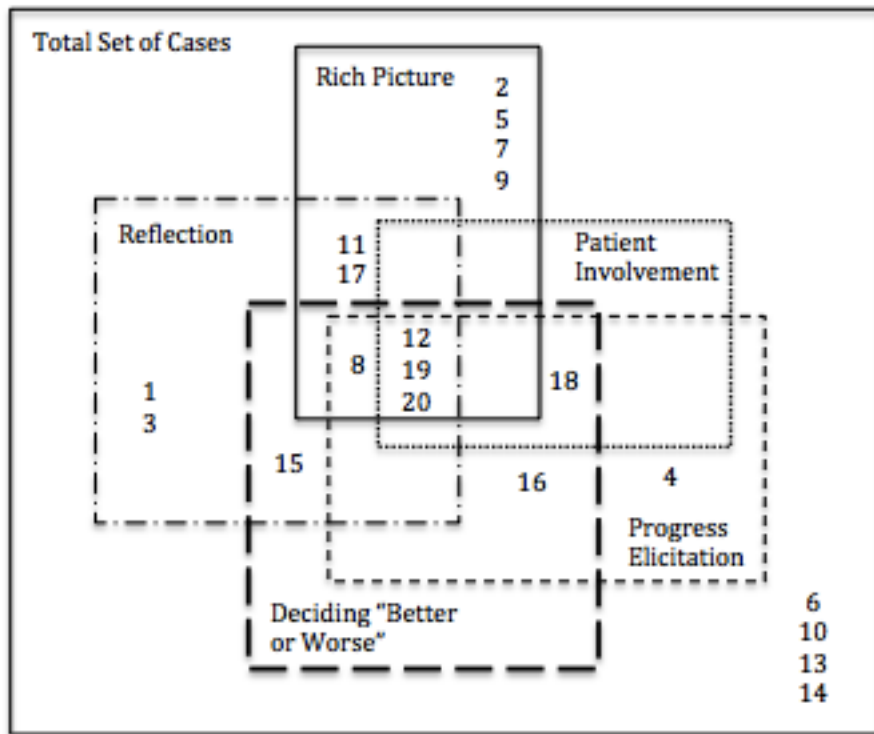 Total Set of Cases
Rich Picture
2
5
7
9
Reflection
11
17
Patient
Involvement
12
19
20
8
18
1
3
15
16
4
Progress
Elicitation
Deciding "Better
or Worse"
6
10
13
14